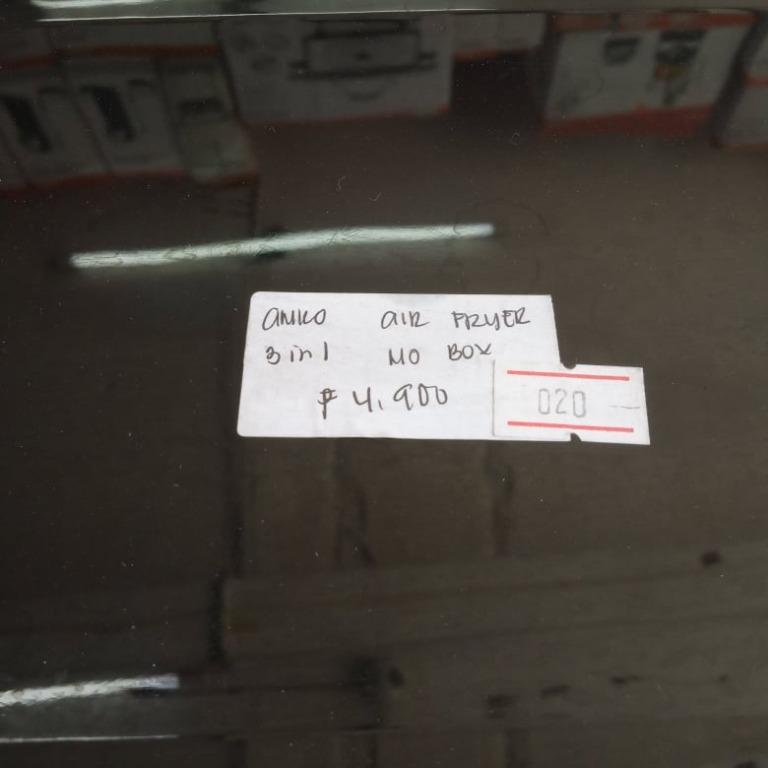 ANKO AIR FRYER
3 in 1 NO BOX
₱ 4,900
020